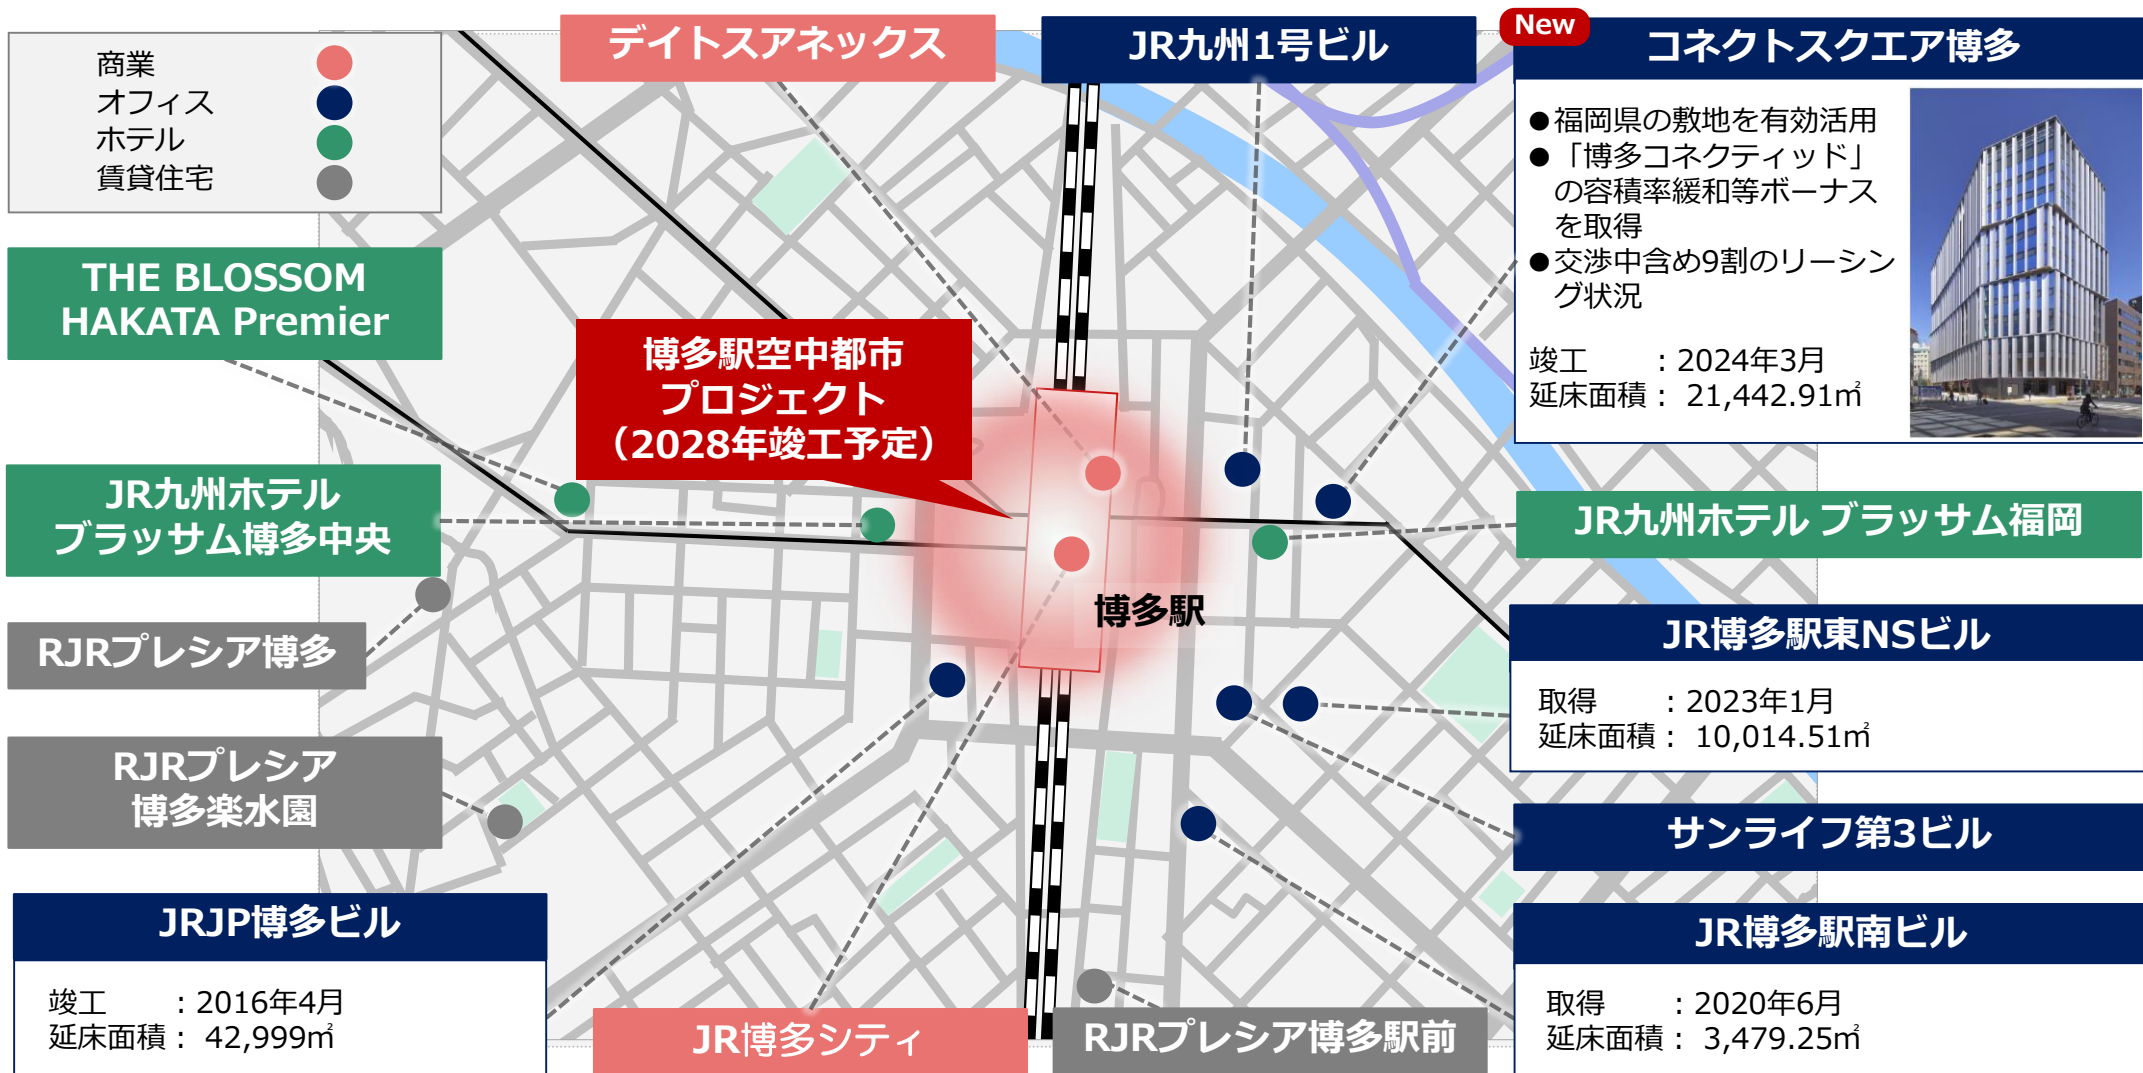 商業
オフィス
ホテル
賃貸住宅
デイトスアネックス
JR九州1号ビル
New
コネクトスクエア博多
●福岡県の敷地を有効活用
●「博多コネクティッド」
の容積率緩和等ボーナス
を取得
●交渉中含め9割のリーシン
グ状況
竣工 : 2024年3月
延床面積: 21,442.91㎡
THE BLOSSOM
HAKATA Premier
博多駅空中都市
プロジェクト
(2028年竣工予定)
JR九州ホテル
ブラッサム博多中央
JR九州ホテル ブラッサム福岡
博多駅
RJRプレシア博多
JR博多駅東NSビル
取得 : 2023年1月
延床面積: 10,014.51㎡
RJRプレシア
博多楽水園
サンライフ第3ビル
JRJP博多ビル
竣工 : 2016年4月
延床面積: 42,999㎡
JR博多シティ
RJRプレシア博多駅前
JR博多駅南ビル
取得 : 2020年6月
延床面積: 3,479.25㎡